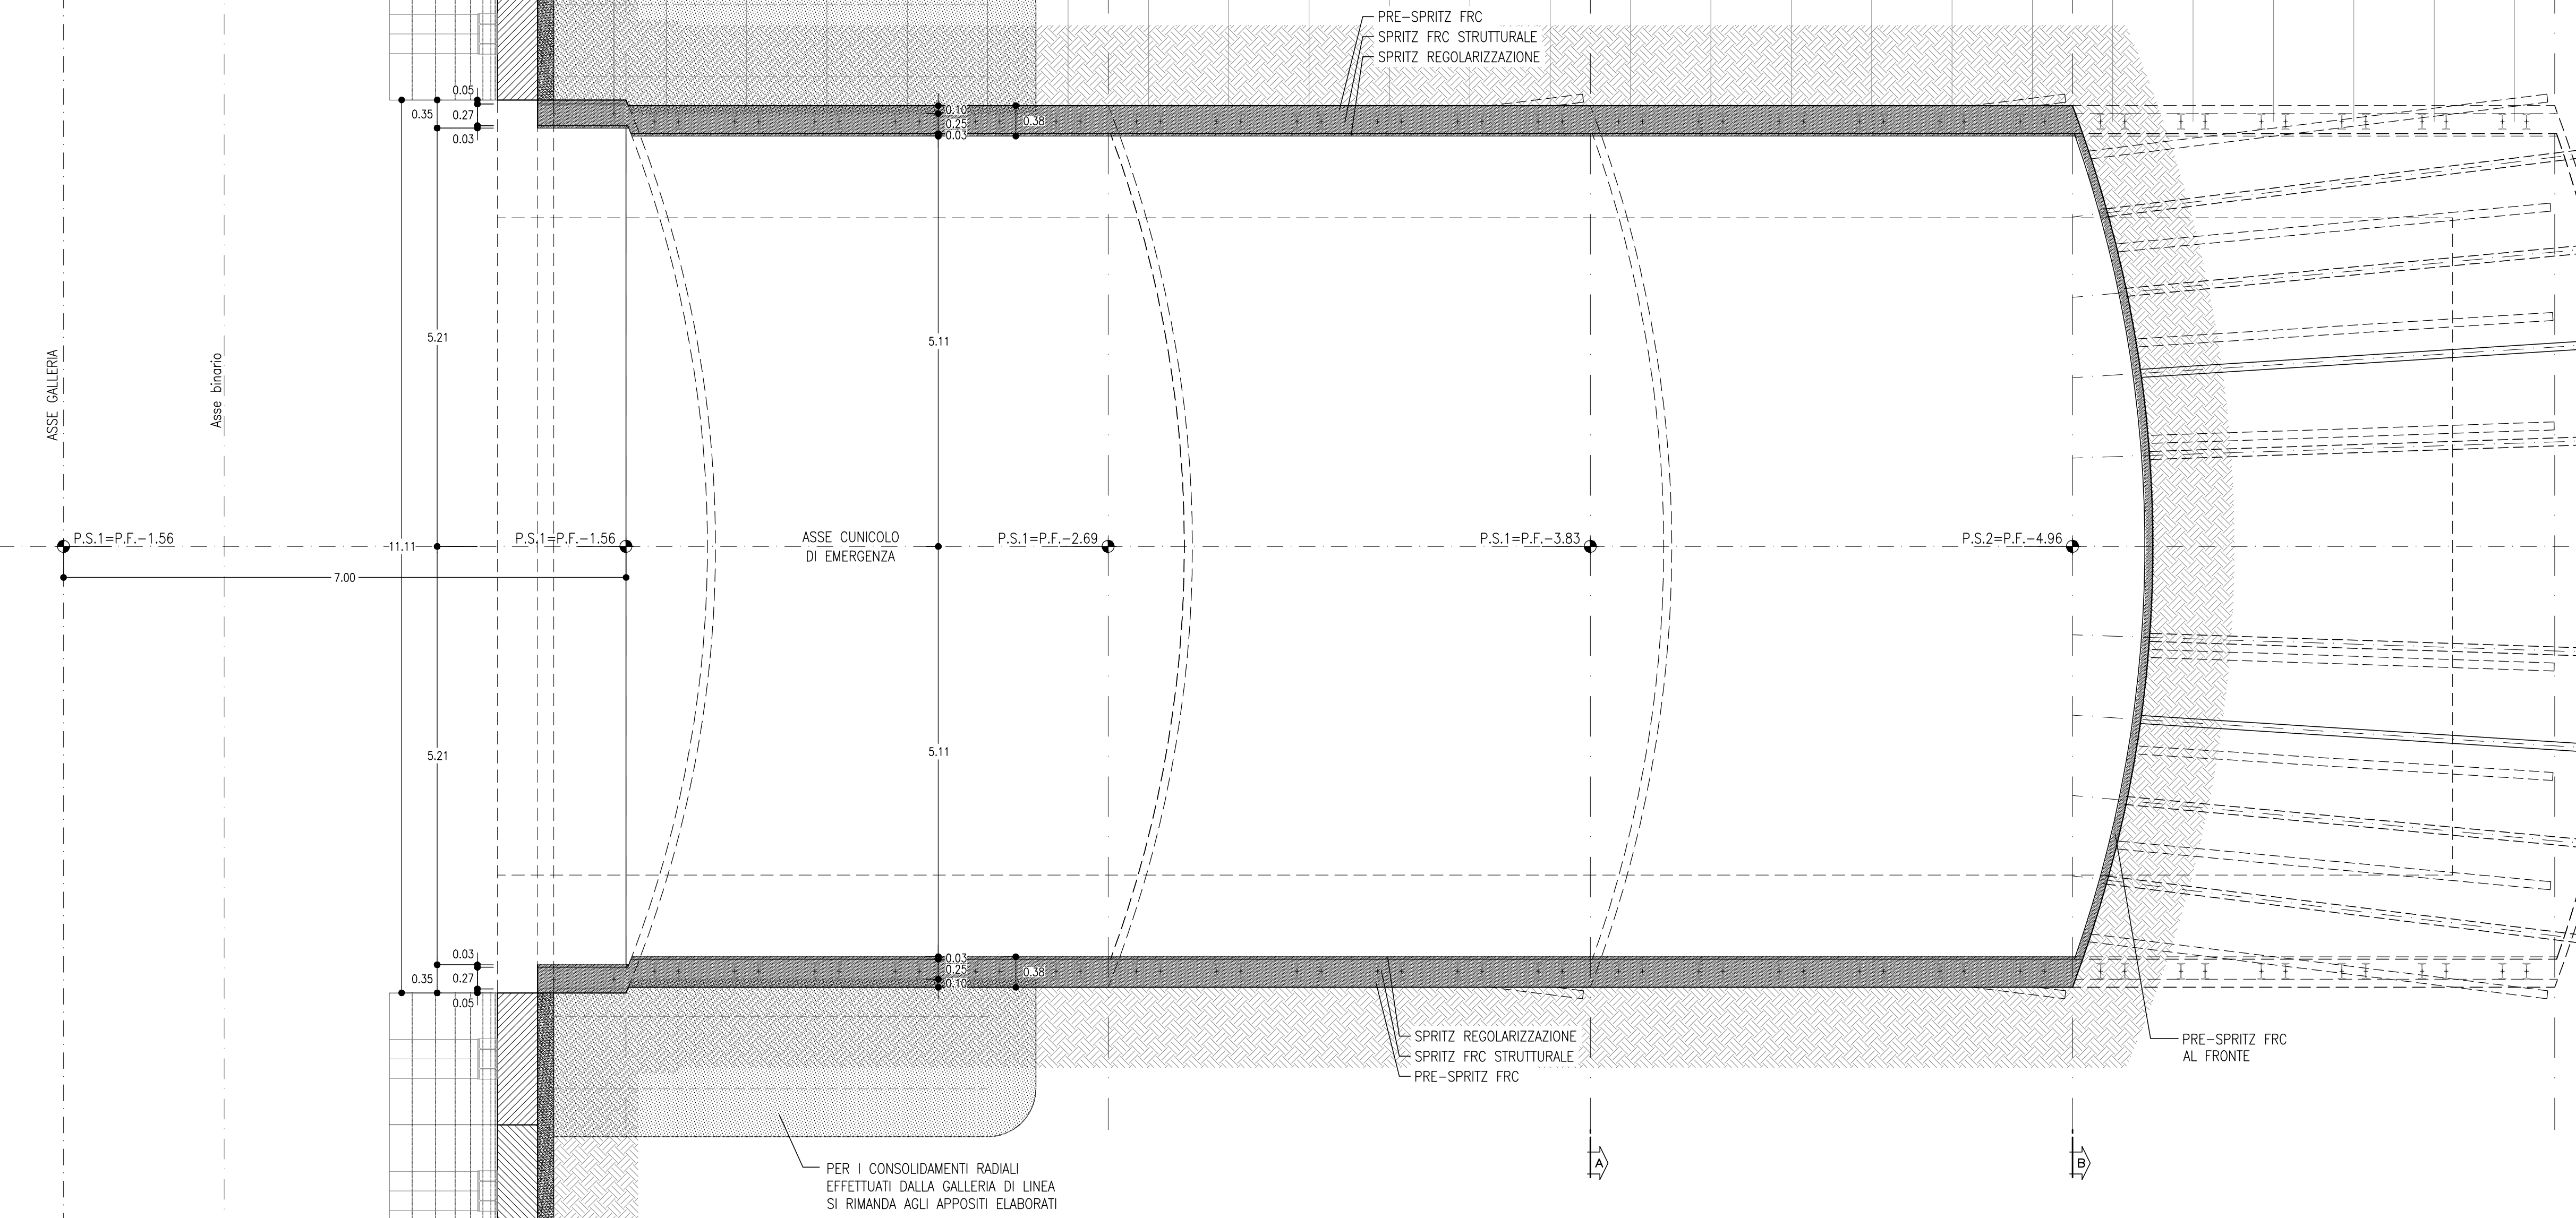 PRE-SPRITZ FRC
SPRITZ FRC STRUTTURALE
SPRITZ REGOLARIZZAZIONE
0.05
0.35
0.27
0.03
0.10
0.25
0.38
0.03
5.21
5.11
ASSE GALLERIA
Asse binario
P.S.1=P.F.-1.56
11.11
P.S.1=P.F.-1.56
ASSE CUNICOLO
DI EMERGENZA
P.S.1=P.F.-2.69
P.S.1=P.F.-3.83
P.S.2=P.F.-4.96
7.00
5.21
5.11
0.03
0.35
0.27
0.05
0.03
0.25
0.38
0.10
SPRITZ REGOLARIZZAZIONE
SPRITZ FRC STRUTTURALE
PRE-SPRITZ FRC
PRE-SPRITZ FRC
AL FRONTE
A
B
PER I CONSOLIDAMENTI RADIALI
EFFETTUATI DALLA GALLERIA DI LINEA
SI RIMANDA AGLI APPOSITI ELABORATI